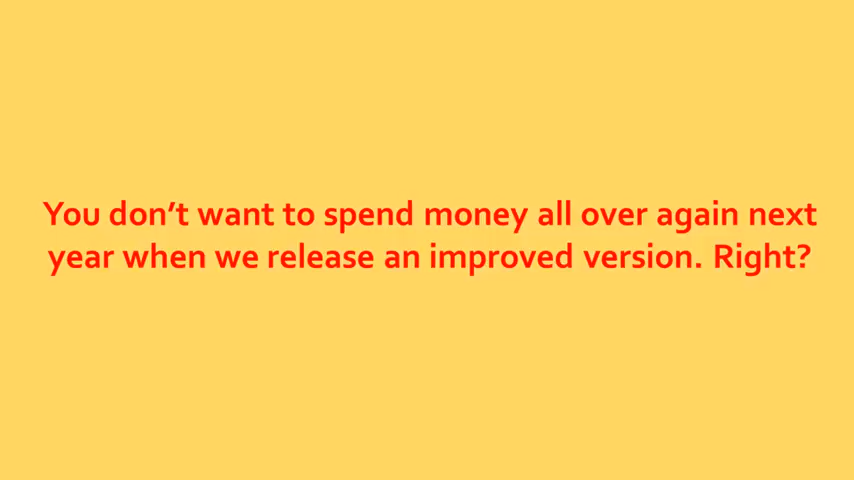 You don’t want to spend money all over again next
year when we release an improved version. Right?